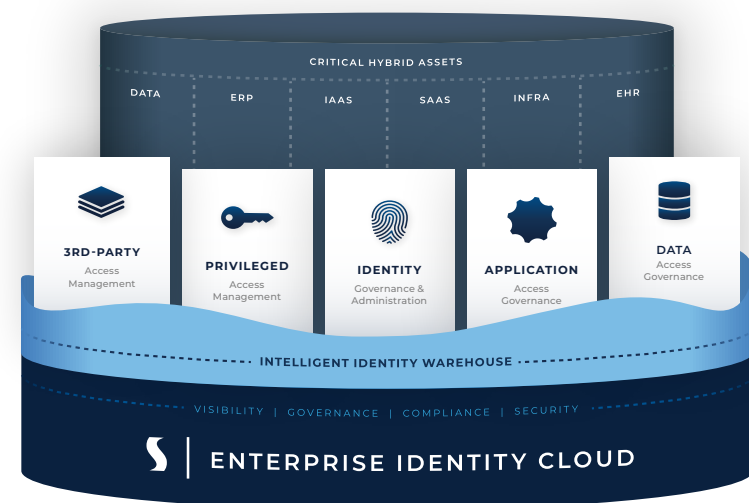 CRITICAL HYBRID ASSETS
DATA
ERP
IAAS
SAAS
INFRA
EHR
3RD-PARTY
Access
Management
PRIVILEGED
Access
Management
IDENTITY
Governance &
Administration
APPLICATION
Access
Governance
DATA
Access
Governance
INTELLIGENT IDENTITY WAREHOUSE
VISIBILITY | GOVERNANCE | COMPLIANCE | SECURITY
ENTERPRISE IDENTITY CLOUD